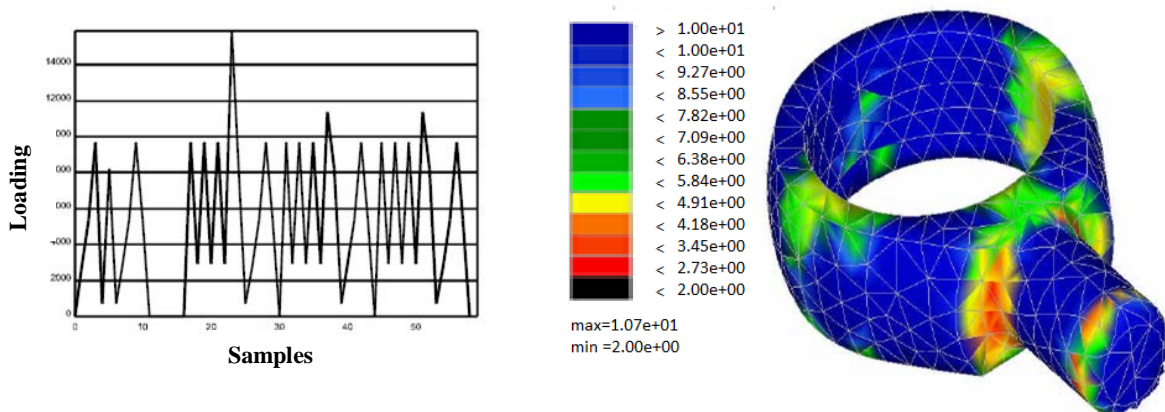 Loading
14000
12000
000
000
000
-000
2000
0
0
10
20
30
40
50
Samples
> 1.00e+01
< 1.00e+01
< 9.27e+00
< 8.55e+00
< 7.82e+00
< 7.09e+00
< 6.38e+00
< 5.84e+00
< 4.91e+00
< 4.18e+00
< 3.45e+00
< 2.73e+00
< 2.00e+00
max=1.07e+01
min =2.00e+00